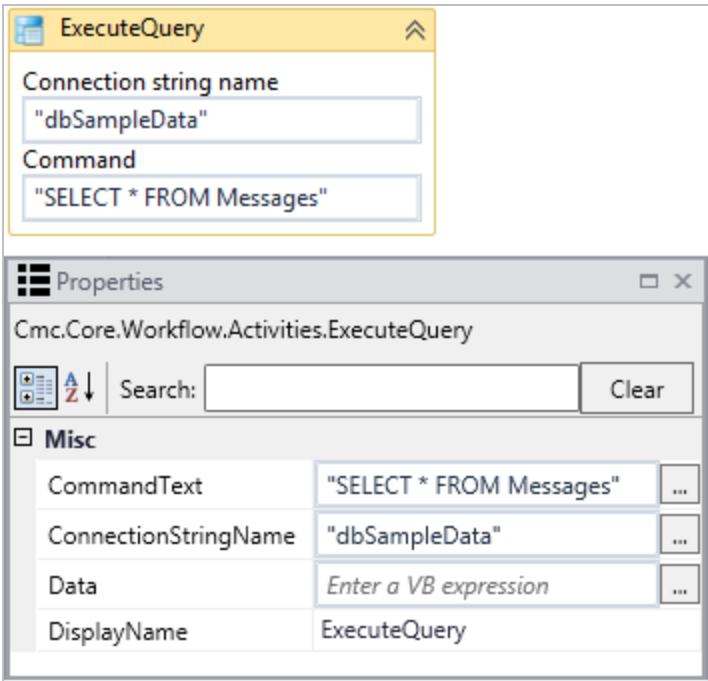 ExecuteQuery
Connection string name
"dbSampleData"
Command
"SELECT * FROM Messages"
Properties
Cmc.Core.Workflow.Activities.ExecuteQuery
A Z Search: Clear
Misc
CommandText "SELECT * FROM Messages" ...
ConnectionStringName "dbSampleData" ...
Data Enter a VB expression ...
DisplayName ExecuteQuery